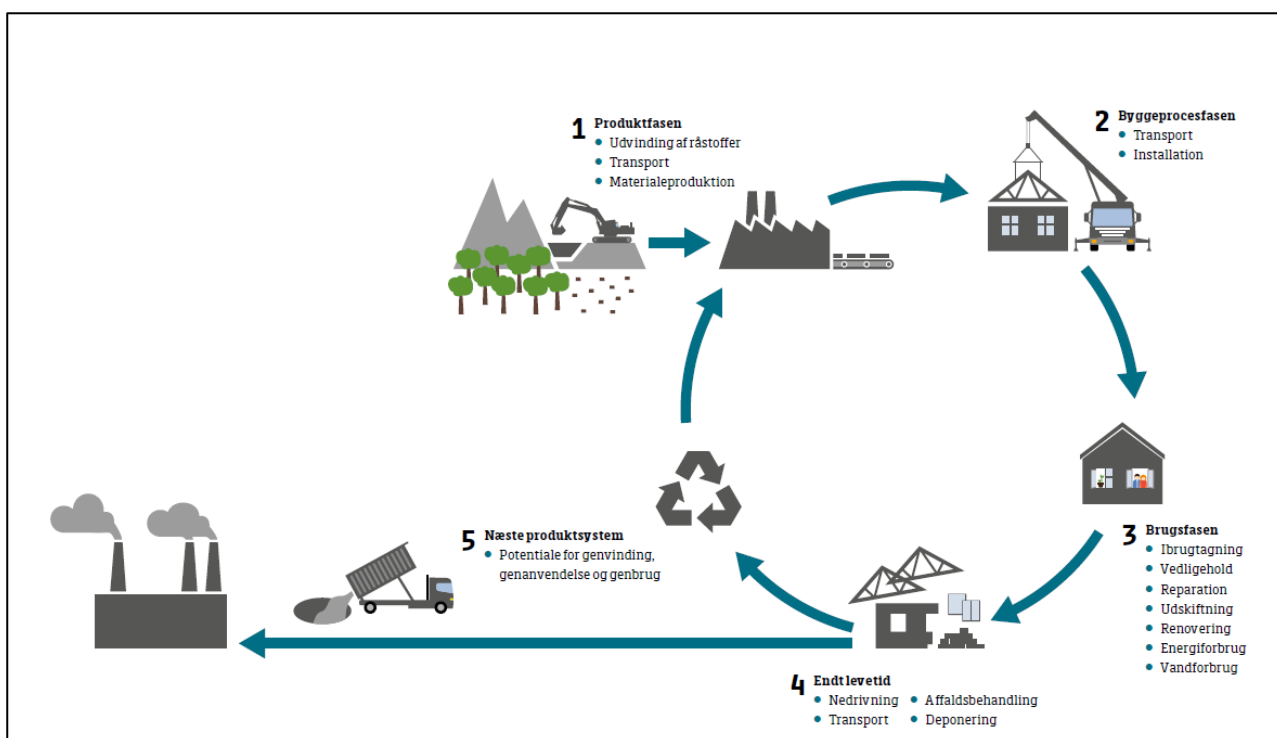 1 Produktfasen
• Udvinding af råstoffer
• Transport
• Materialeproduktion
2 Byggeprocesfasen
• Transport
• Installation
3 Brugsfasen
• Ibrugtagning
• Vedligehold
• Reparation
• Udskiftning
• Renovering
• Energiforbrug
• Vandforbrug
4 Endt levetid
• Nedrivning • Affaldsbehandling
• Transport • Deponering
5 Næste produktsystem
• Potentiale for genvinding,
genanvendelse og genbrug